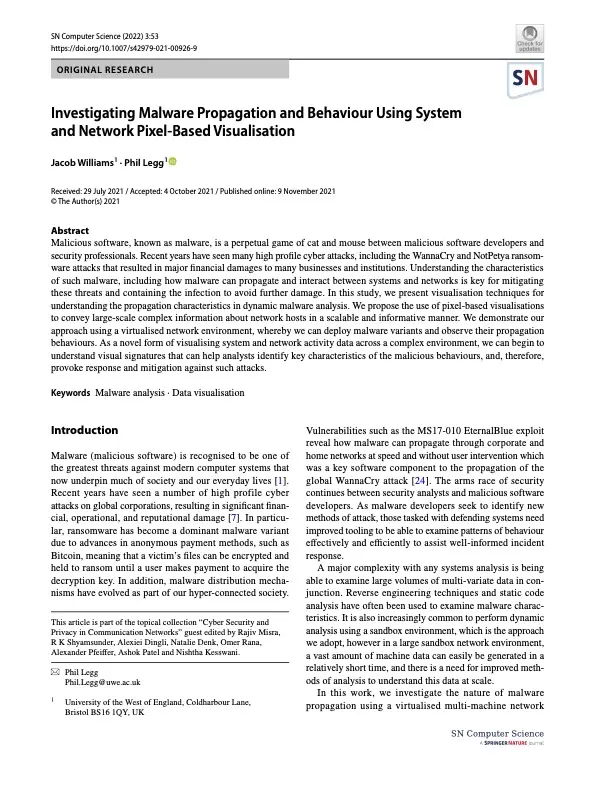 SN Computer Science (2022) 3:53
https://doi.org/10.1007/s42979-021-00926-9
Check for
updates
ORIGINAL RESEARCH
SN
Investigating Malware Propagation and Behaviour Using System
and Network Pixel-Based Visualisation
Jacob Williams¹ · Phil Legg¹
Received: 29 July 2021 / Accepted: 4 October 2021 / Published online: 9 November 2021
© The Author(s) 2021
Abstract
Malicious software, known as malware, is a perpetual game of cat and mouse between malicious software developers and
security professionals. Recent years have seen many high profile cyber attacks, including the WannaCry and NotPetya ransom-
ware attacks that resulted in major financial damages to many businesses and institutions. Understanding the characteristics
of such malware, including how malware can propagate and interact between systems and networks is key for mitigating
these threats and containing the infection to avoid further damage. In this study, we present visualisation techniques for
understanding the propagation characteristics in dynamic malware analysis. We propose the use of pixel-based visualisations
to convey large-scale complex information about network hosts in a scalable and informative manner. We demonstrate our
approach using a virtualised network environment, whereby we can deploy malware variants and observe their propagation
behaviours. As a novel form of visualising system and network activity data across a complex environment, we can begin to
understand visual signatures that can help analysts identify key characteristics of the malicious behaviours, and, therefore,
provoke response and mitigation against such attacks.
Keywords Malware analysis · Data visualisation
Introduction
Malware (malicious software) is recognised to be one of
the greatest threats against modern computer systems that
now underpin much of society and our everyday lives [1].
Recent years have seen a number of high profile cyber
attacks on global corporations, resulting in significant finan-
cial, operational, and reputational damage [7]. In particu-
lar, ransomware has become a dominant malware variant
due to advances in anonymous payment methods, such as
Bitcoin, meaning that a victim's files can be encrypted and
held to ransom until a user makes payment to acquire the
decryption key. In addition, malware distribution mecha-
nisms have evolved as part of our hyper-connected society.
This article is part of the topical collection "Cyber Security and
Privacy in Communication Networks" guest edited by Rajiv Misra,
R K Shyamsunder, Alexiei Dingli, Natalie Denk, Omer Rana,
Alexander Pfeiffer, Ashok Patel and Nishtha Kesswani.
Phil Legg
Phil.Legg@uwe.ac.uk
1 University of the West of England, Coldharbour Lane,
Bristol BS16 1QY, UK
Vulnerabilities such as the MS17-010 EternalBlue exploit
reveal how malware can propagate through corporate and
home networks at speed and without user intervention which
was a key software component to the propagation of the
global WannaCry attack [24]. The arms race of security
continues between security analysts and malicious software
developers. As malware developers seek to identify new
methods of attack, those tasked with defending systems need
improved tooling to be able to examine patterns of behaviour
effectively and efficiently to assist well-informed incident
response.
A major complexity with any systems analysis is being
able to examine large volumes of multi-variate data in con-
junction. Reverse engineering techniques and static code
analysis have often been used to examine malware charac-
teristics. It is also increasingly common to perform dynamic
analysis using a sandbox environment, which is the approach
we adopt, however in a large sandbox network environment,
a vast amount of machine data can easily be generated in a
relatively short time, and there is a need for improved meth-
ods of analysis to understand this data at scale.
In this work, we investigate the nature of malware
propagation using a virtualised multi-machine network
SN Computer Science
A SPRINGER NATURE journal